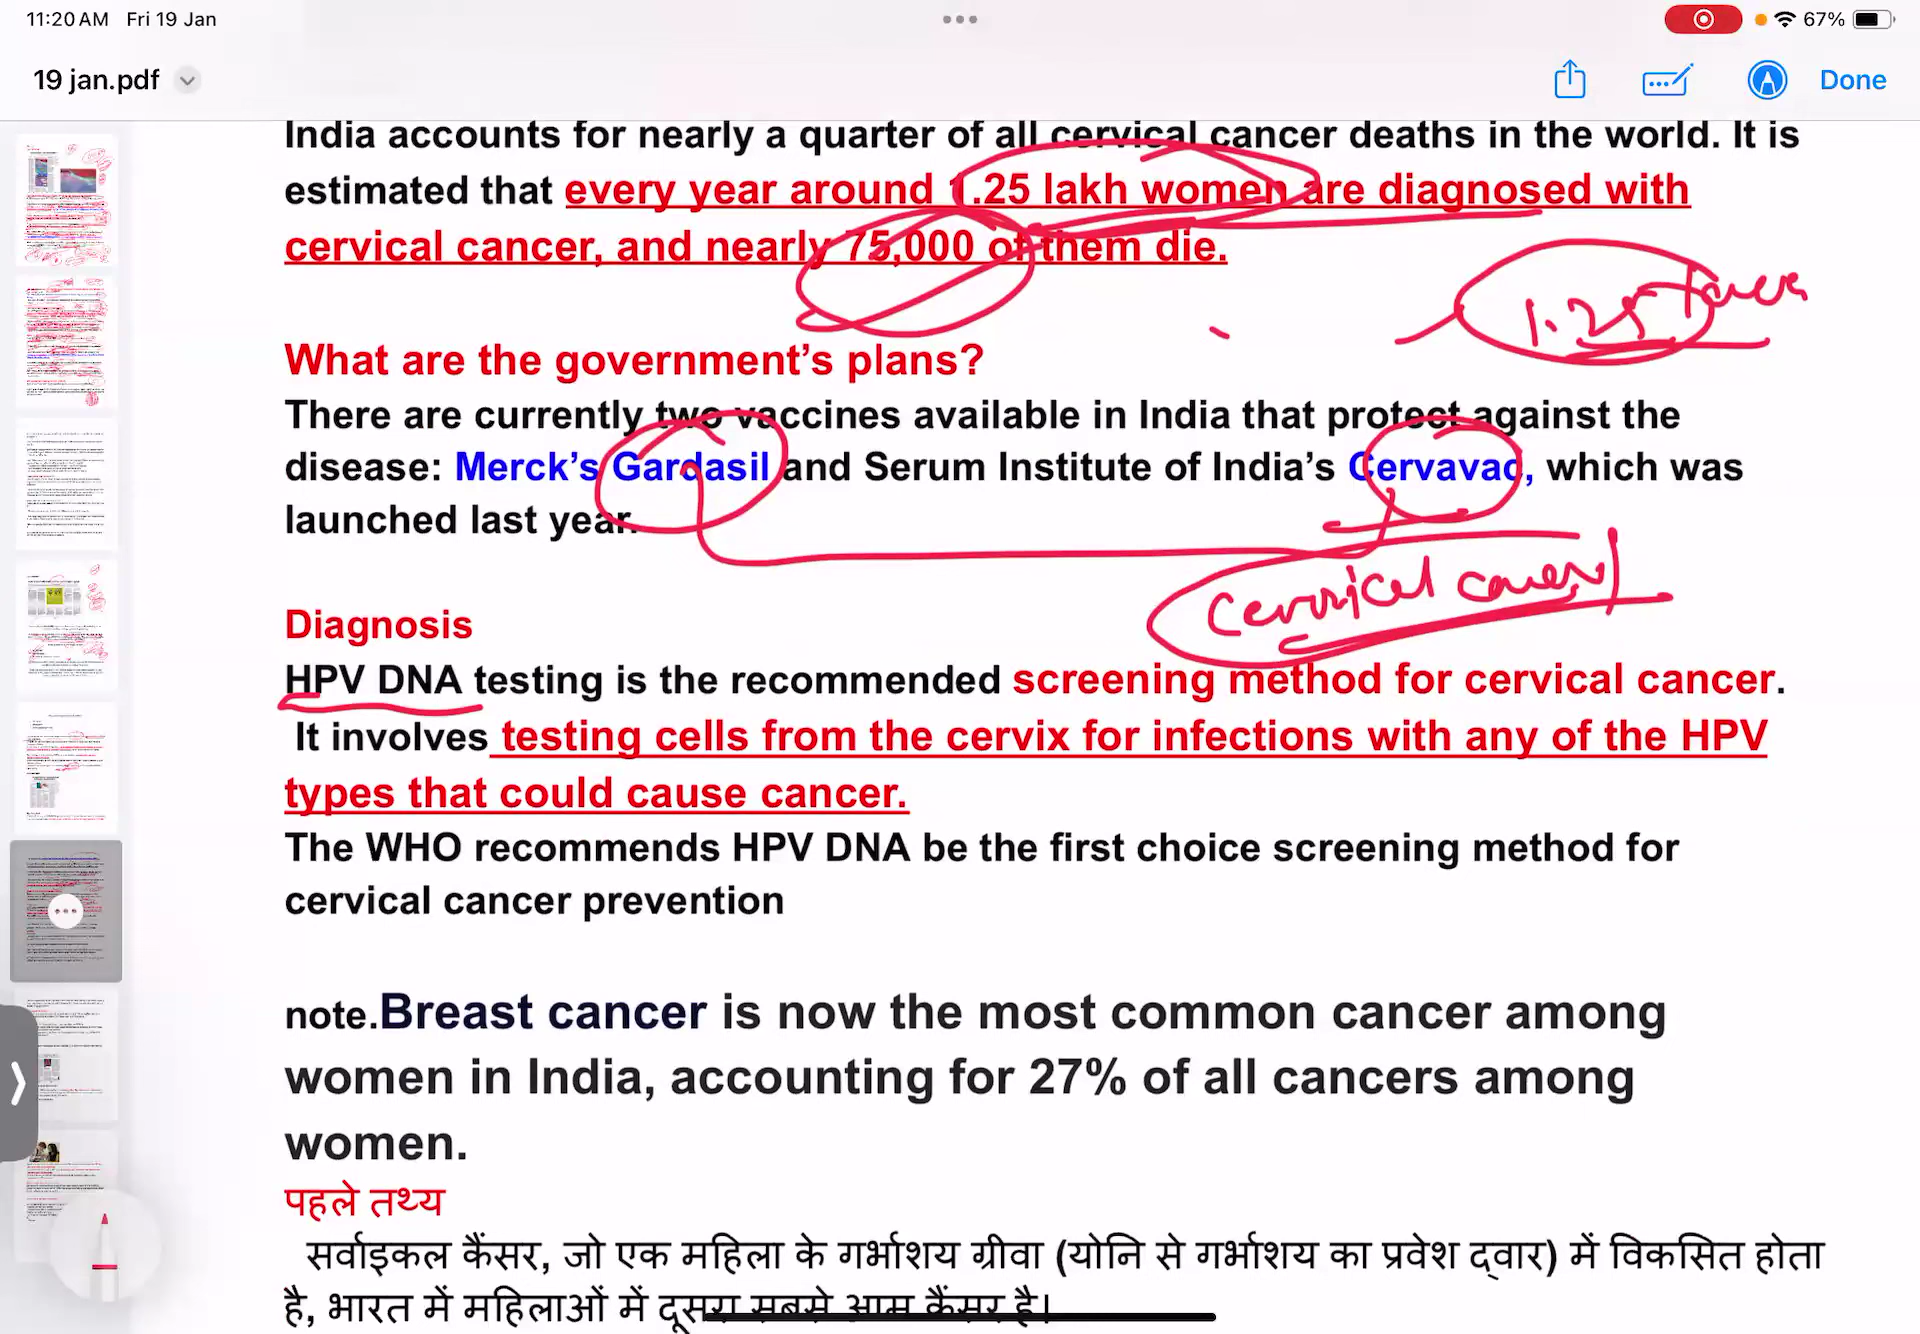 11:20 AM Fri 19 Jan
67%
19 jan.pdf
Done
India accounts for nearly a quarter of all cervical cancer deaths in the world. It is
estimated that every year around 1.25 lakh women are diagnosed with
cervical cancer, and nearly 75,000 of them die.
1.25
What are the government’s plans?
There are currently two vaccines available in India that protect against the
disease: Merck’s Gardasil and Serum Institute of India’s Cervavac, which was
launched last year.
Cervical cancer
Diagnosis
HPV DNA testing is the recommended screening method for cervical cancer.
It involves testing cells from the cervix for infections with any of the HPV
types that could cause cancer.
The WHO recommends HPV DNA be the first choice screening method for
cervical cancer prevention
note.Breast cancer is now the most common cancer among
women in India, accounting for 27% of all cancers among
women.
पहले तथ्य
सर्वाइकल कैंसर, जो एक महिला के गर्भाशय ग्रीवा (योनि से गर्भाशय का प्रवेश द्वार) में विकसित होता
है, भारत में महिलाओं में दूसरा सबसे आम कैंसर है।